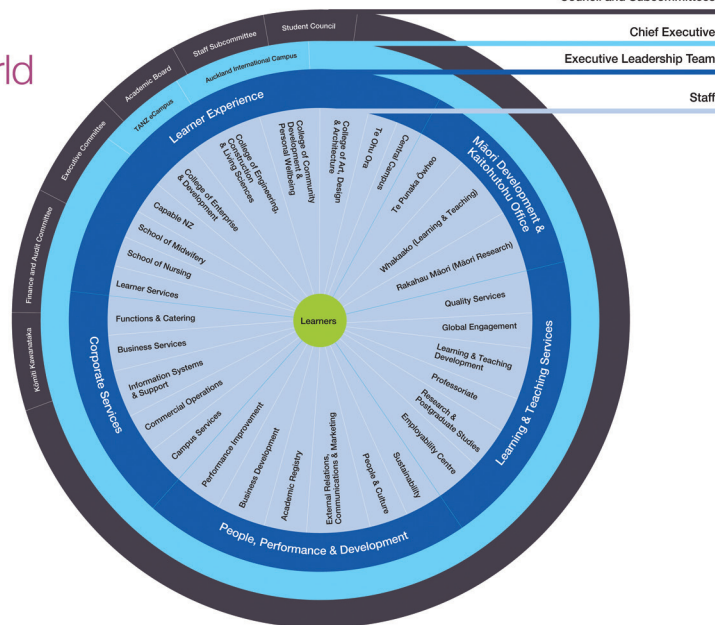 Council and Subcommittees
Chief Executive
Executive Leadership Team
Staff
rld
Kōmiti Kawanataka
Finance and Audit Committee
Executive Committee
Academic Board
Staff Subcommittee
Student Council
TANZ eCampus
Auckland International Campus
Learner Experience
Māori Development &
Kaitohutohu Office
Learning & Teaching Services
People, Performance & Development
Corporate Services
Learner Services
School of Nursing
School of Midwifery
Capable NZ
College of Enterprise
& Development
College of Engineering,
Construction
& Living Sciences
College of Community
Development &
Personal Wellbeing
College of Art, Design
& Architecture
Te Ohu Ora
Central Campus
Te Punaka Ōwheo
Whakaako (Learning & Teaching)
Rakahau Māori (Māori Research)
Quality Services
Global Engagement
Learning & Teaching
Development
Professoriate
Research &
Postgraduate Studies
Employability Centre
Sustainability
People & Culture
External Relations,
Communications & Marketing
Academic Registry
Business Development
Performance Improvement
Campus Services
Commercial Operations
Information Systems
& Support
Business Services
Functions & Catering
Learners